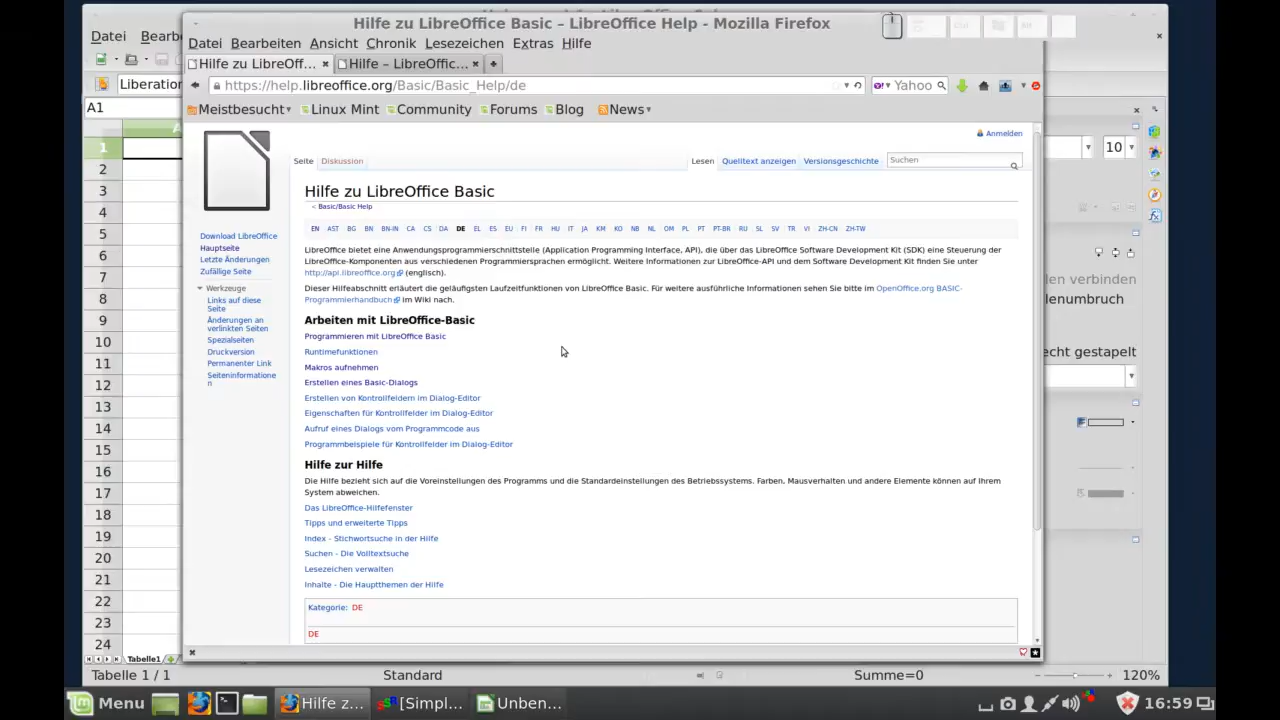 Hilfe zu LibreOffice Basic – LibreOffice Help - Mozilla Firefox
Datei
Datei Bearbeiten Ansicht Chronik Lesezeichen Extras Hilfe
Hilfe zu LibreOff... Hilfe – LibreOffic...
https://help.libreoffice.org/Basic/Basic_Help/de Yahoo
Meistbesucht Linux Mint Community Forums Blog News
A1
10
Anmelden
Seite Diskussion Lesen Quelltext anzeigen Versionsgeschichte Suchen
Hilfe zu LibreOffice Basic
< Basic/Basic Help
EN AST BG BN BN-IN CA CS DA DE EL ES EU FI FR HU IT JA KM KO NB NL OM PL PT PT-BR RU SL SV TR VI ZH-CN ZH-TW
LibreOffice bietet eine Anwendungsprogrammierschnittstelle (Application Programming Interface, API), die über das LibreOffice Software Development Kit (SDK) eine Steuerung der
LibreOffice-Komponenten aus verschiedenen Programmiersprachen ermöglicht. Weitere Informationen zur LibreOffice-API und dem Software Development Kit finden Sie unter
http://api.libreoffice.org (englisch).
Dieser Hilfeabschnitt erläutert die geläufigsten Laufzeitfunktionen von LibreOffice Basic. Für weitere ausführliche Informationen sehen Sie bitte im OpenOffice.org BASIC-
Programmierhandbuch im Wiki nach.
Arbeiten mit LibreOffice-Basic
Programmieren mit LibreOffice Basic
Runtimefunktionen
Makros aufnehmen
Erstellen eines Basic-Dialogs
Erstellen von Kontrollfeldern im Dialog-Editor
Eigenschaften für Kontrollfelder im Dialog-Editor
Aufruf eines Dialogs vom Programmcode aus
Programmbeispiele für Kontrollfelder im Dialog-Editor
Hilfe zur Hilfe
Die Hilfe bezieht sich auf die Voreinstellungen des Programms und die Standardeinstellungen des Betriebssystems. Farben, Mausverhalten und andere Elemente können auf Ihrem
System abweichen.
Das LibreOffice-Hilfefenster
Tipps und erweiterte Tipps
Index - Stichwortsuche in der Hilfe
Suchen - Die Volltextsuche
Lesezeichen verwalten
Inhalte - Die Hauptthemen der Hilfe
Kategorie: DE
DE
Download LibreOffice
Hauptseite
Letzte Änderungen
Zufällige Seite
Werkzeuge
Links auf diese
Seite
Änderungen an
verlinkten Seiten
Spezialseiten
Druckversion
Permanenter Link
Seiteninformatione
n
1
2
3
4
5
6
7
8
9
10
11
12
13
14
15
16
17
18
19
20
21
22
23
24
len verbinden
lenumbruch
echt gestapelt
Tabelle1
Tabelle 1 / 1 Standard Summe=0 120%
Menu Hilfe z... [Simpl... Unben... 16:59